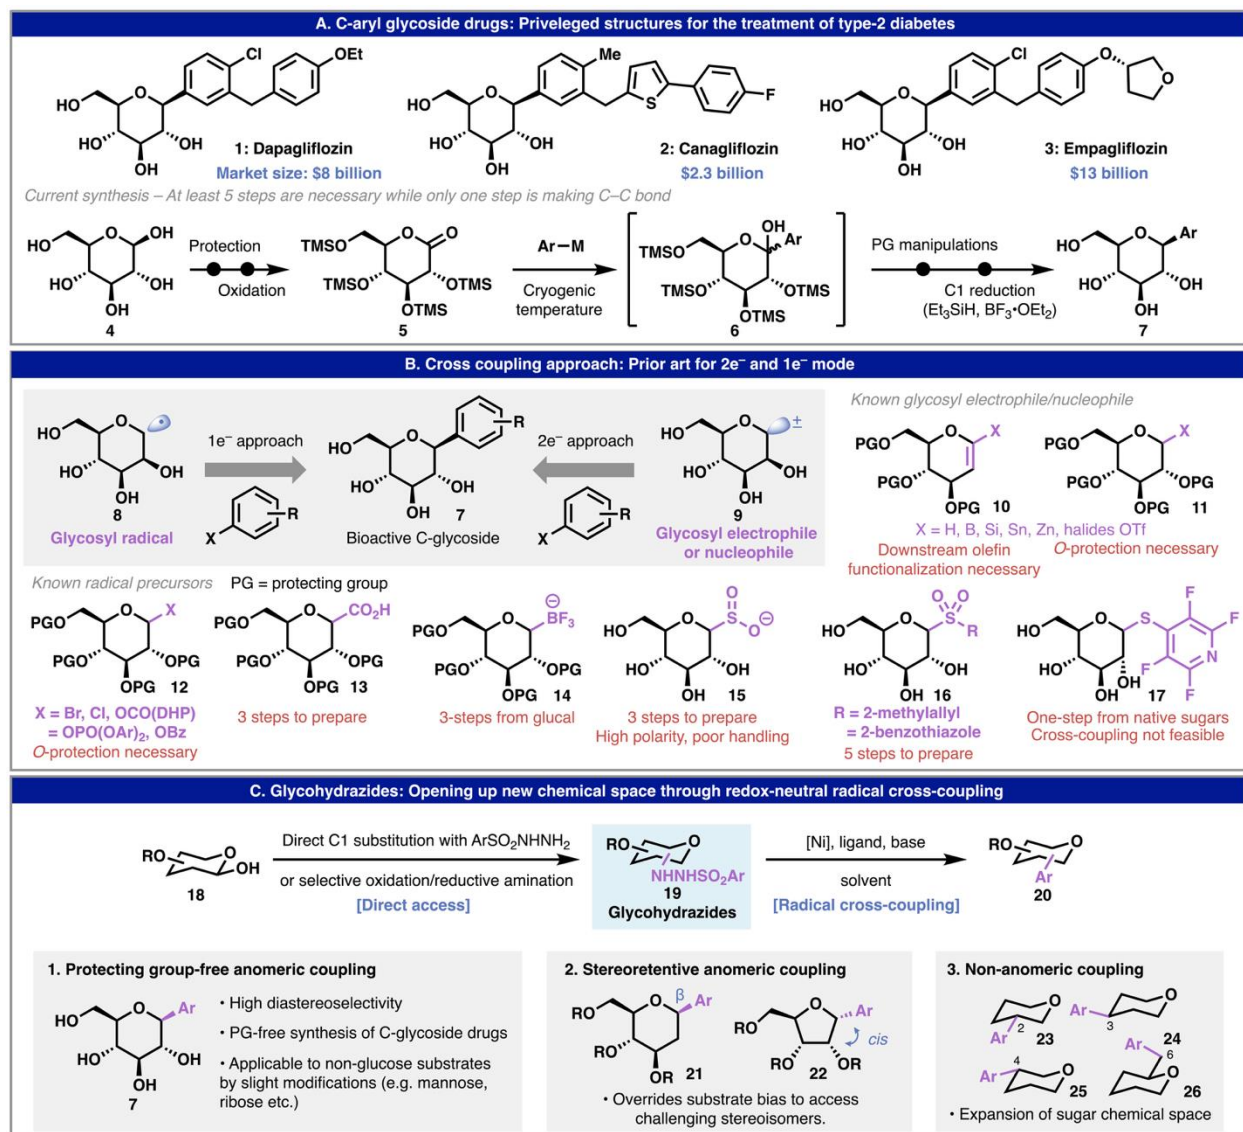 A. C-aryl glycoside drugs: Priveleged structures for the treatment of type-2 diabetes
Cl
OEt
HO
O
HO
OH
OH
1: Dapagliflozin
Market size: $8 billion
Me
S
F
HO
O
HO
OH
OH
2: Canagliflozin
$2.3 billion
Cl
O
O
HO
O
HO
OH
OH
3: Empagliflozin
$13 billion
Current synthesis – At least 5 steps are necessary while only one step is making C–C bond
HO
O
OH
HO
OH
OH
4
Protection
Oxidation
TMSO
O
O
TMSO
OTMS
OTMS
5
Ar–M
Cryogenic
temperature
OH
TMSO
O
Ar
TMSO
OTMS
OTMS
6
PG manipulations
C1 reduction
(Et₃SiH, BF₃•OEt₂)
HO
O
Ar
HO
OH
OH
7
B. Cross coupling approach: Prior art for 2e⁻ and 1e⁻ mode
HO
O
HO
OH
OH
8
Glycosyl radical
1e⁻ approach
X
R
HO
O
R
HO
OH
OH
7
Bioactive C-glycoside
2e⁻ approach
X
R
HO
O
±
HO
OH
OH
9
Glycosyl electrophile
or nucleophile
Known glycosyl electrophile/nucleophile
PGO
O
X
PGO
OPG
10
PGO
O
X
PGO
OPG
OPG
11
X = H, B, Si, Sn, Zn, halides OTf
Downstream olefin
functionalization necessary
O-protection necessary
Known radical precursors
PG = protecting group
PGO
O
X
PGO
OPG
OPG
12
X = Br, Cl, OCO(DHP)
= OPO(OAr)₂, OBz
O-protection necessary
PGO
O
CO₂H
PGO
OPG
OPG
13
3 steps to prepare
PGO
O
⊖
BF₃
PGO
OPG
OPG
14
3-steps from glucal
HO
O
O
S
O⊖
HO
OH
OH
15
3 steps to prepare
High polarity, poor handling
HO
O
O O
S
R
HO
OH
OH
16
R = 2-methylallyl
= 2-benzothiazole
5 steps to prepare
HO
O
S
F
F
N
F
F
HO
OH
HO
17
One-step from native sugars
Cross-coupling not feasible
C. Glycohydrazides: Opening up new chemical space through redox-neutral radical cross-coupling
RO
O
OH
18
Direct C1 substitution with ArSO₂NHNH₂
or selective oxidation/reductive amination
[Direct access]
RO
O
NHNHSO₂Ar
19
Glycohydrazides
[Ni], ligand, base
solvent
[Radical cross-coupling]
RO
O
Ar
20
1. Protecting group-free anomeric coupling
HO
O
Ar
HO
OH
OH
7
• High diastereoselectivity
• PG-free synthesis of C-glycoside drugs
• Applicable to non-glucose substrates
by slight modifications (e.g. mannose,
ribose etc.)
2. Stereoretentive anomeric coupling
RO
O
β
Ar
RO
OR
21
RO
O
Ar
cis
RO
OR
22
• Overrides substrate bias to access
challenging stereoisomers.
3. Non-anomeric coupling
O
2
Ar
23
O
Ar
3
24
O
4
Ar
25
Ar
6
O
26
• Expansion of sugar chemical space